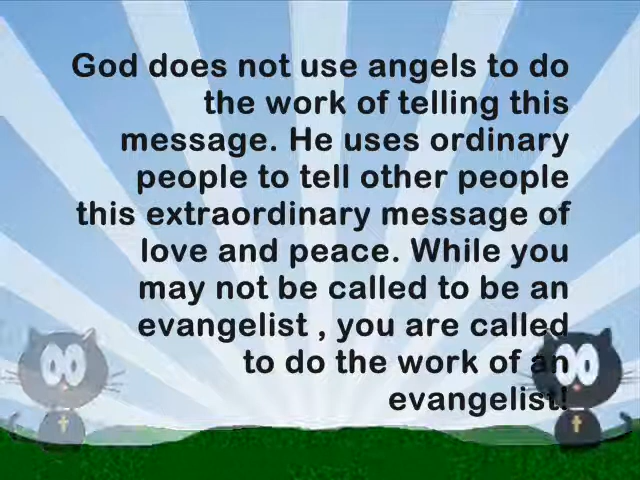 God does not use angels to do
the work of telling this
message. He uses ordinary
people to tell other people
this extraordinary message of
love and peace. While you
may not be called to be an
evangelist , you are called
to do the work of an
evangelist!